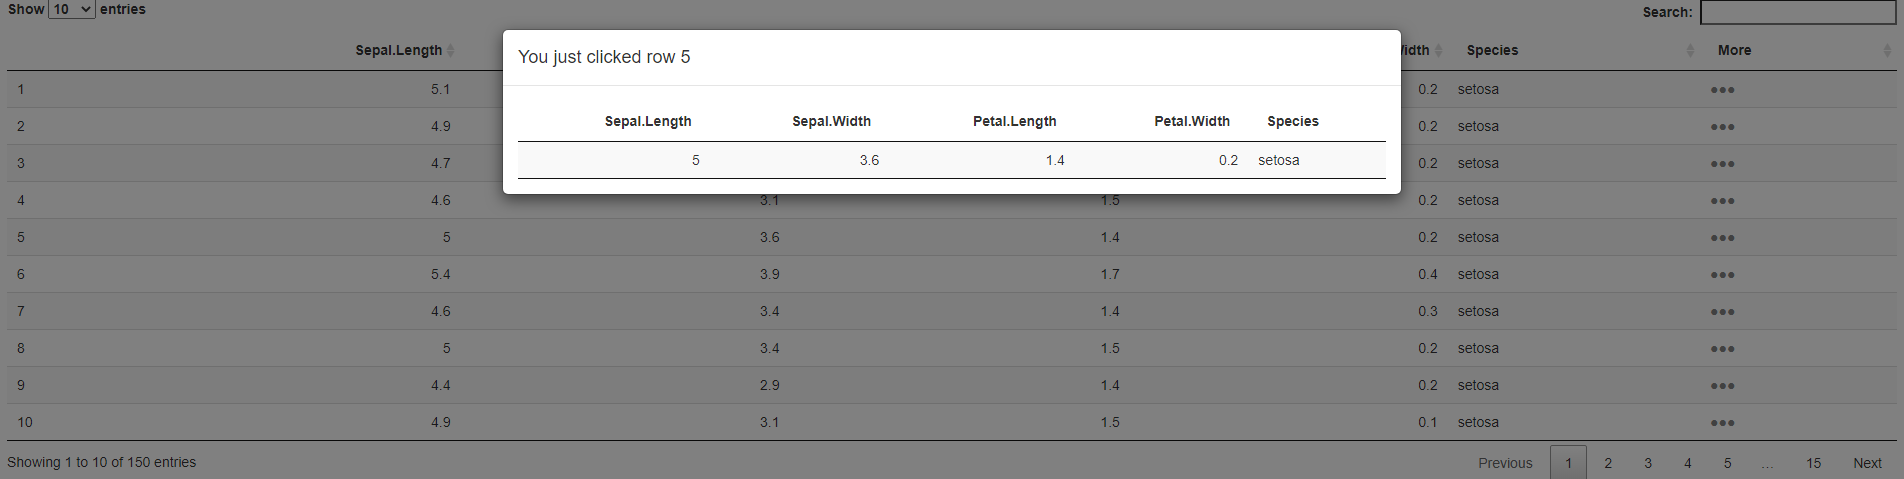 Show 10 entries Search:
You just clicked row 5
Sepal.Length Width Species More
Sepal.Length Sepal.Width Petal.Length Petal.Width Species
5 3.6 1.4 0.2 setosa
1 5.1 0.2 setosa •••
2 4.9 0.2 setosa •••
3 4.7 0.2 setosa •••
4 4.6 3.1 1.5 0.2 setosa •••
5 5 3.6 1.4 0.2 setosa •••
6 5.4 3.9 1.7 0.4 setosa •••
7 4.6 3.4 1.4 0.3 setosa •••
8 5 3.4 1.5 0.2 setosa •••
9 4.4 2.9 1.4 0.2 setosa •••
10 4.9 3.1 1.5 0.1 setosa •••
Showing 1 to 10 of 150 entries Previous 1 2 3 4 5 … 15 Next